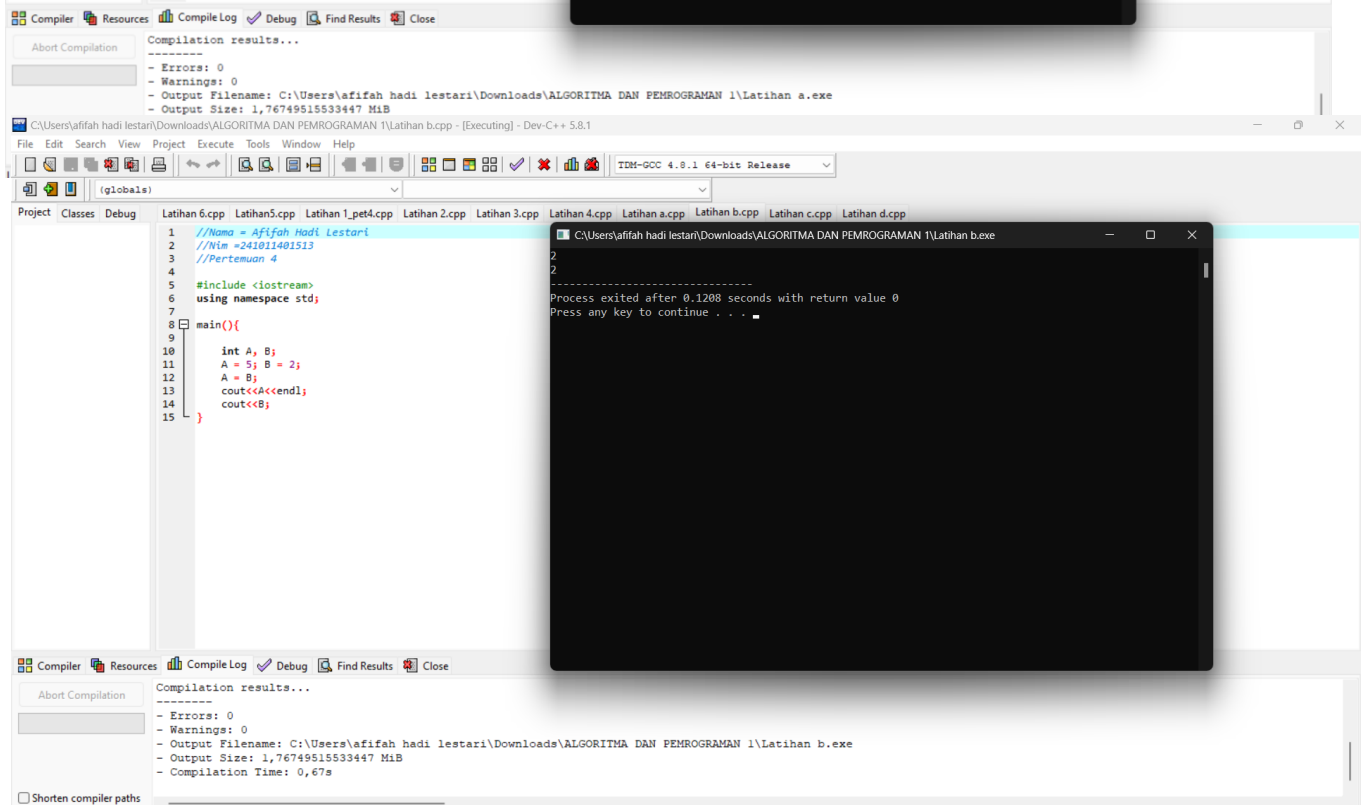 Compiler Resources Compile Log Debug Find Results Close
Abort Compilation
Compilation results...
--------
- Errors: 0
- Warnings: 0
- Output Filename: C:\Users\afifah hadi lestari\Downloads\ALGORITMA DAN PEMROGRAMAN 1\Latihan a.exe
- Output Size: 1,76749515533447 MiB
C:\Users\afifah hadi lestari\Downloads\ALGORITMA DAN PEMROGRAMAN 1\Latihan b.cpp - [Executing] - Dev-C++ 5.8.1
File Edit Search View Project Execute Tools Window Help
TDM-GCC 4.8.1 64-bit Release
(globals)
Project Classes Debug
Latihan 6.cpp Latihan5.cpp Latihan 1_pet4.cpp Latihan 2.cpp Latihan 3.cpp Latihan 4.cpp Latihan a.cpp Latihan b.cpp Latihan c.cpp Latihan d.cpp
1 //Nama = Afifah Hadi Lestari
2 //Nim =241011401513
3 //Pertemuan 4
4
5 #include <iostream>
6 using namespace std;
7
8 main(){
9
10 int A, B;
11 A = 5; B = 2;
12 A = B;
13 cout<<A<<endl;
14 cout<<B;
15 }
C:\Users\afifah hadi lestari\Downloads\ALGORITMA DAN PEMROGRAMAN 1\Latihan b.exe
2
2
--------------------------------
Process exited after 0.1208 seconds with return value 0
Press any key to continue . . .
Compiler Resources Compile Log Debug Find Results Close
Abort Compilation
Compilation results...
--------
- Errors: 0
- Warnings: 0
- Output Filename: C:\Users\afifah hadi lestari\Downloads\ALGORITMA DAN PEMROGRAMAN 1\Latihan b.exe
- Output Size: 1,76749515533447 MiB
- Compilation Time: 0,67s
Shorten compiler paths